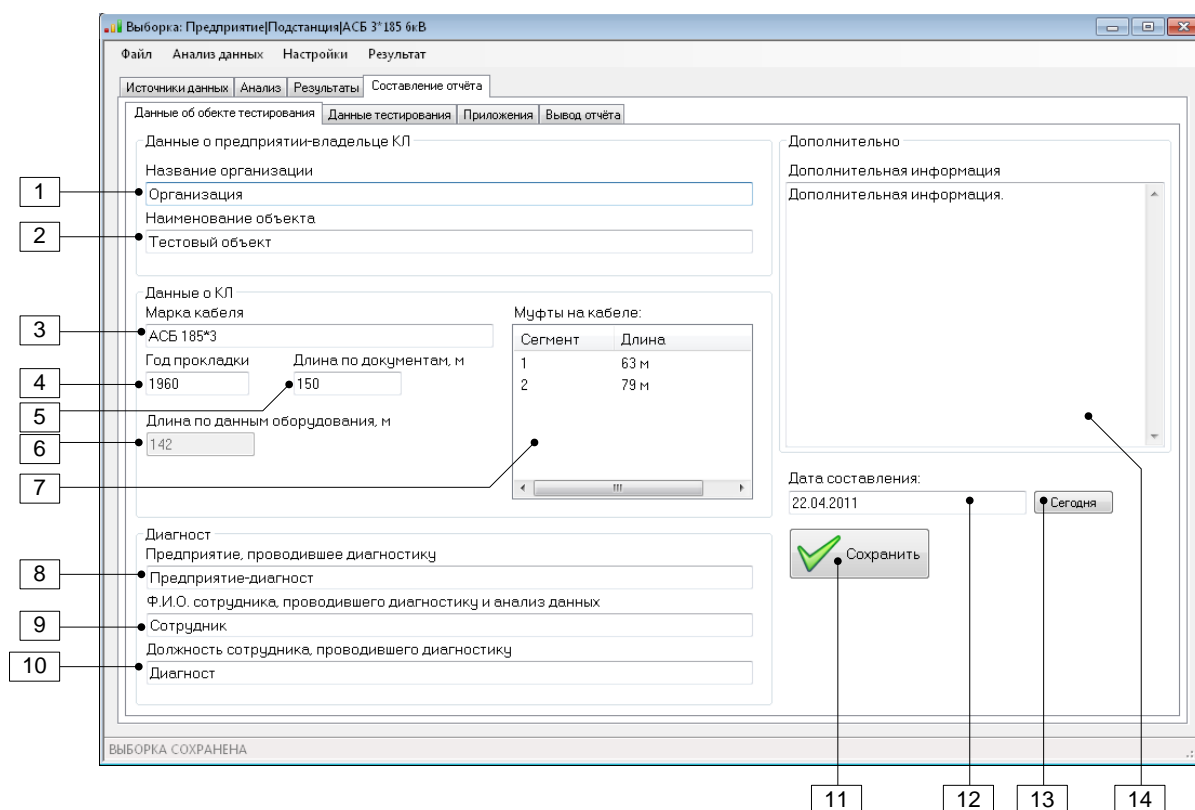 Выборка: Предприятие|Подстанция|АСБ 3*185 6кВ
Файл Анализ данных Настройки Результат
Источники данных Анализ Результаты Составление отчёта
Данные об обекте тестирования Данные тестирования Приложения Вывод отчёта
Данные о предприятии-владельце КЛ
Название организации
1
Организация
Наименование объекта
2
Тестовый объект
Данные о КЛ
Марка кабеля
3
АСБ 185*3
Год прокладки Длина по документам, м
4
1960 150
5
Длина по данным оборудования, м
6
142
Муфты на кабеле:
Сегмент Длина
1 63 м
2 79 м
7
Диагност
Предприятие, проводившее диагностику
8
Предприятие-диагност
Ф.И.О. сотрудника, проводившего диагностику и анализ данных
9
Сотрудник
Должность сотрудника, проводившего диагностику
10
Диагност
Дополнительно
Дополнительная информация
Дополнительная информация.
Дата составления:
22.04.2011 Сегодня
Сохранить
ВЫБОРКА СОХРАНЕНА
11 12 13 14